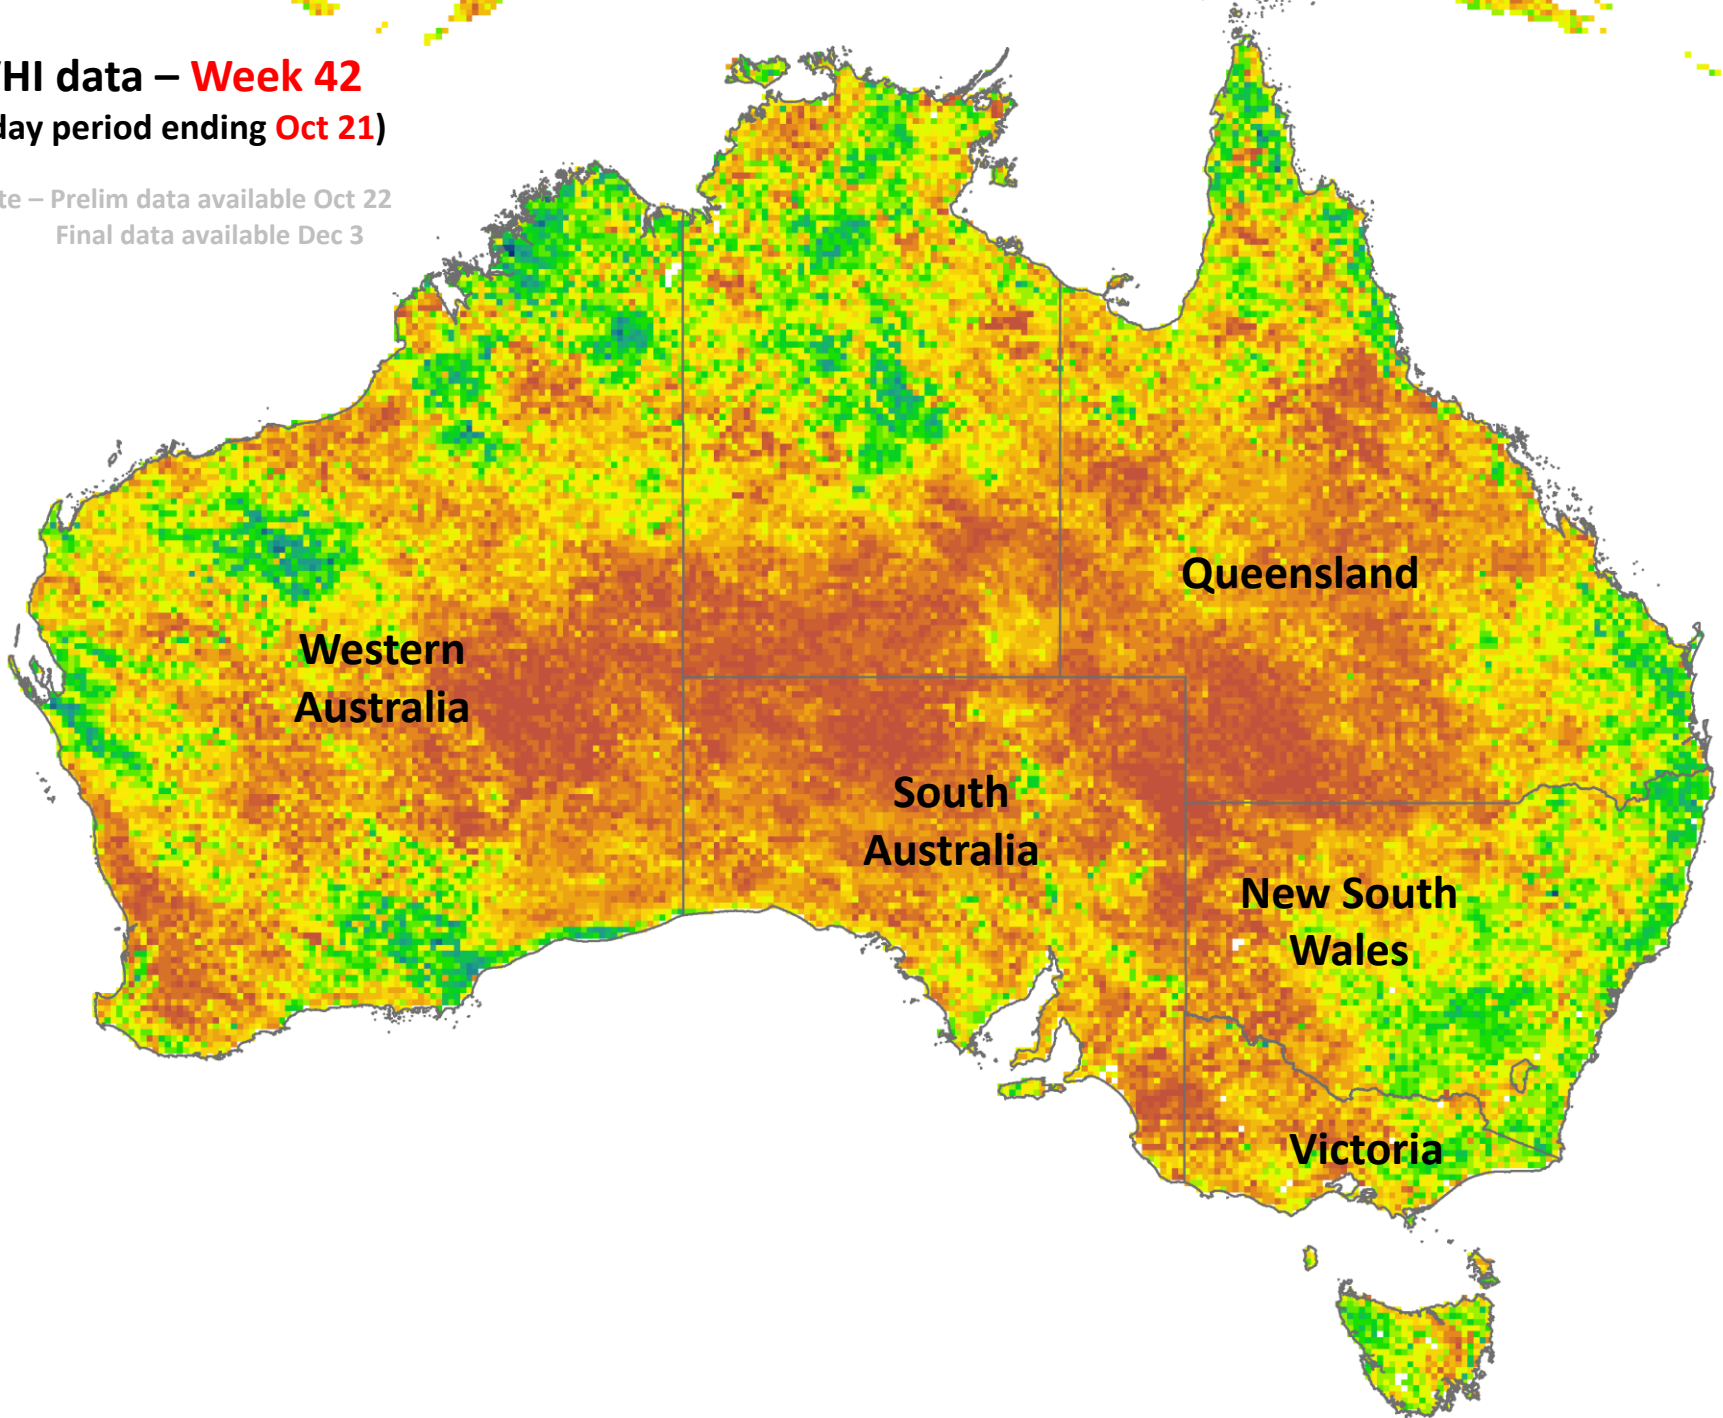 VHI data – Week 42
day period ending Oct 21)
te – Prelim data available Oct 22
Final data available Dec 3
Queensland
Western
Australia
South
Australia
New South
Wales
Victoria